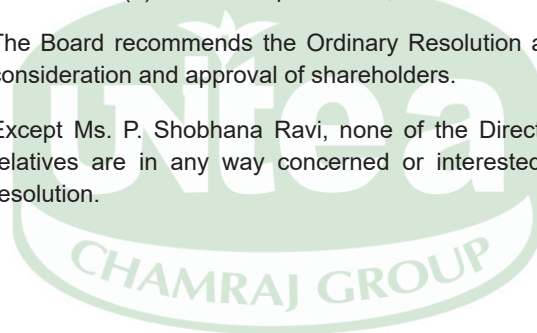 The Board recommends the Ordinary Resolution
consideration and approval of shareholders.
Except Ms. P. Shobhana Ravi, none of the
relatives are in any way concerned or interested
resolution.
untea
CHAMRAJ GROUP